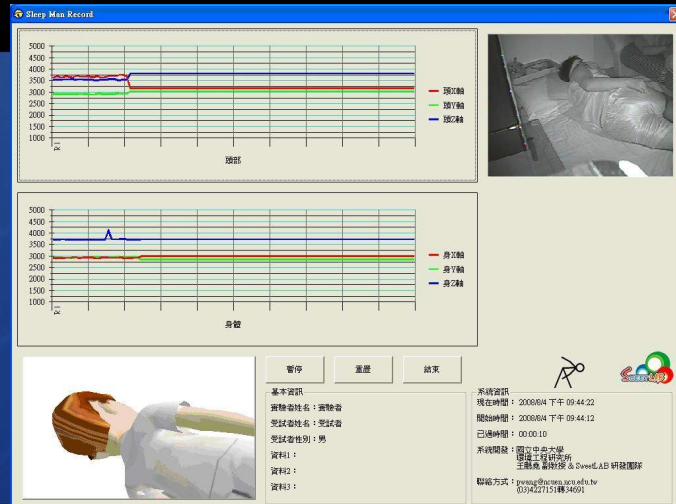 Sleep Man Record
5000
4500
4000
3500
3000
2500
2000
1500
1000
R1
頭部
頭X軸
頭Y軸
頭Z軸
5000
4500
4000
3500
3000
2500
2000
1500
1000
R1
身體
身X軸
身Y軸
身Z軸
暫停
重置
結束
基本資訊
實驗者姓名：實驗者
受試者姓名：受試者
受試者性別：男
資料1：
資料2：
資料3：
系統資訊
現在時間： 2008/8/4 下午 09:44:22
開始時間： 2008/8/4 下午 09:44:12
已過時間： 00:00:10
系統開發：國立中央大學
環境工程研究所
副教授 & SweetLAB 研發團隊
聯絡方式：pwang@ncuen.ncu.edu.tw
(03)4227151轉34691